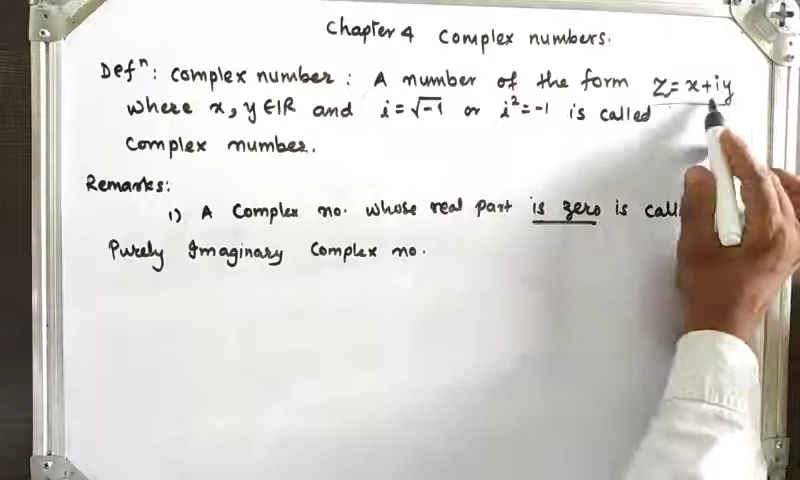 Chapter 4 Complex numbers.
Defⁿ: Complex number: A number of the form Z=x+iy
where x, y ∈ IR and i=√-1 or i²=-1 is called
Complex number.
Remarks:
1) A Complex no. whose real part is zero is
Purely Imaginary Complex no.